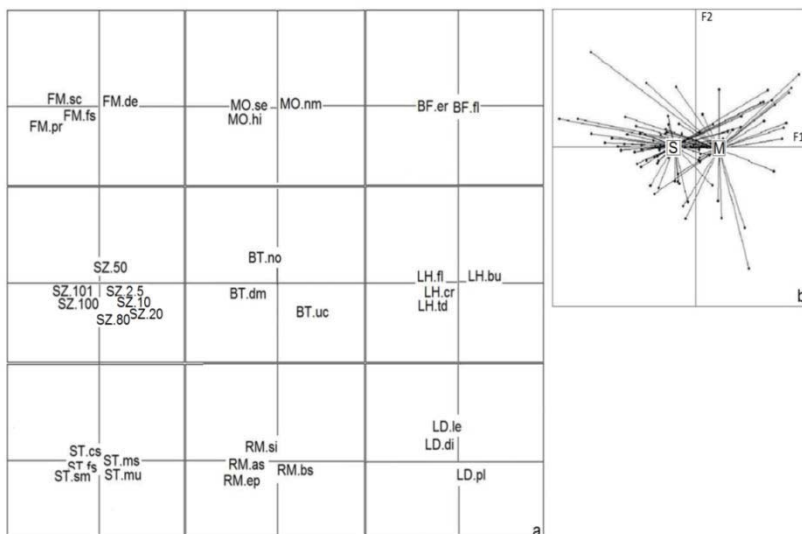 FM.sc
FM.de
FM.fs
FM.pr
MO.se
MO.nm
MO.hi
BF.er
BF.fl
SZ.50
SZ.101
SZ.2.5
SZ.100
SZ.10
SZ.20
SZ.80
BT.no
BT.dm
BT.uc
LH.fl
LH.bu
LH.cr
LH.td
ST.cs
ST.ms
ST.fs
ST.sm
ST.mu
RM.si
RM.as
RM.bs
RM.ep
LD.le
LD.di
LD.pl
a
F2
F1
S
M
b